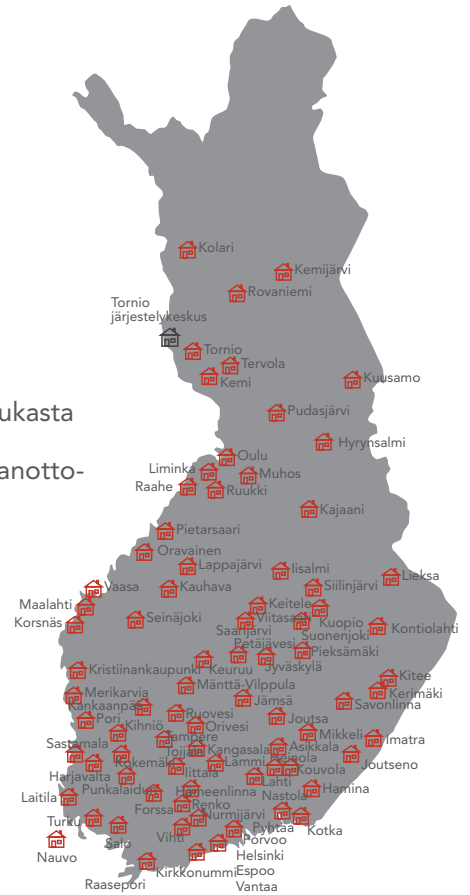 Kolari
Kemijärvi
Rovaniemi
Tornio
järjestelykeskus
Tornio
Tervola
Kemi
Kuusamo
ukasta
Pudasjärvi
Hyrynsalmi
anotto-
Oulu
Liminka
Muhos
Raahe
Ruukki
Kajaani
Pietarsaari
Oravainen
Lappajärvi
Iisalmi
Lieksa
Vaasa
Kauhava
Siilinjärvi
Maalahti
Keitele
Korsnäs
Seinäjoki
Viitasaari
Kuopio
Kontiolahti
Saarijärvi
Suonenjoki
Petäjävesi
Pieksämäki
Kristiinankaupunki
Keuruu
Jyväskylä
Kitee
Mänttä-Vilppula
Merikarvia
Kerimäki
Kankaanpää
Jämsä
Savonlinna
Pori
Ruovesi
Joutsa
Kihniö
Orivesi
Tampere
Mikkeli
Imatra
Sastamala
Toijala
Kangasala
Asikkala
Kokemäki
Lammi
Heinola
Joutseno
Harjavalta
Iittala
Kouvola
Punkalaidun
Lahti
Hämeenlinna
Nastola
Hamina
Laitila
Forssa
Renko
Turku
Nurmijärvi
Pyhtää
Kotka
Salo
Vihti
Porvoo
Nauvo
Helsinki
Kirkkonummi
Espoo
Raasepori
Vantaa